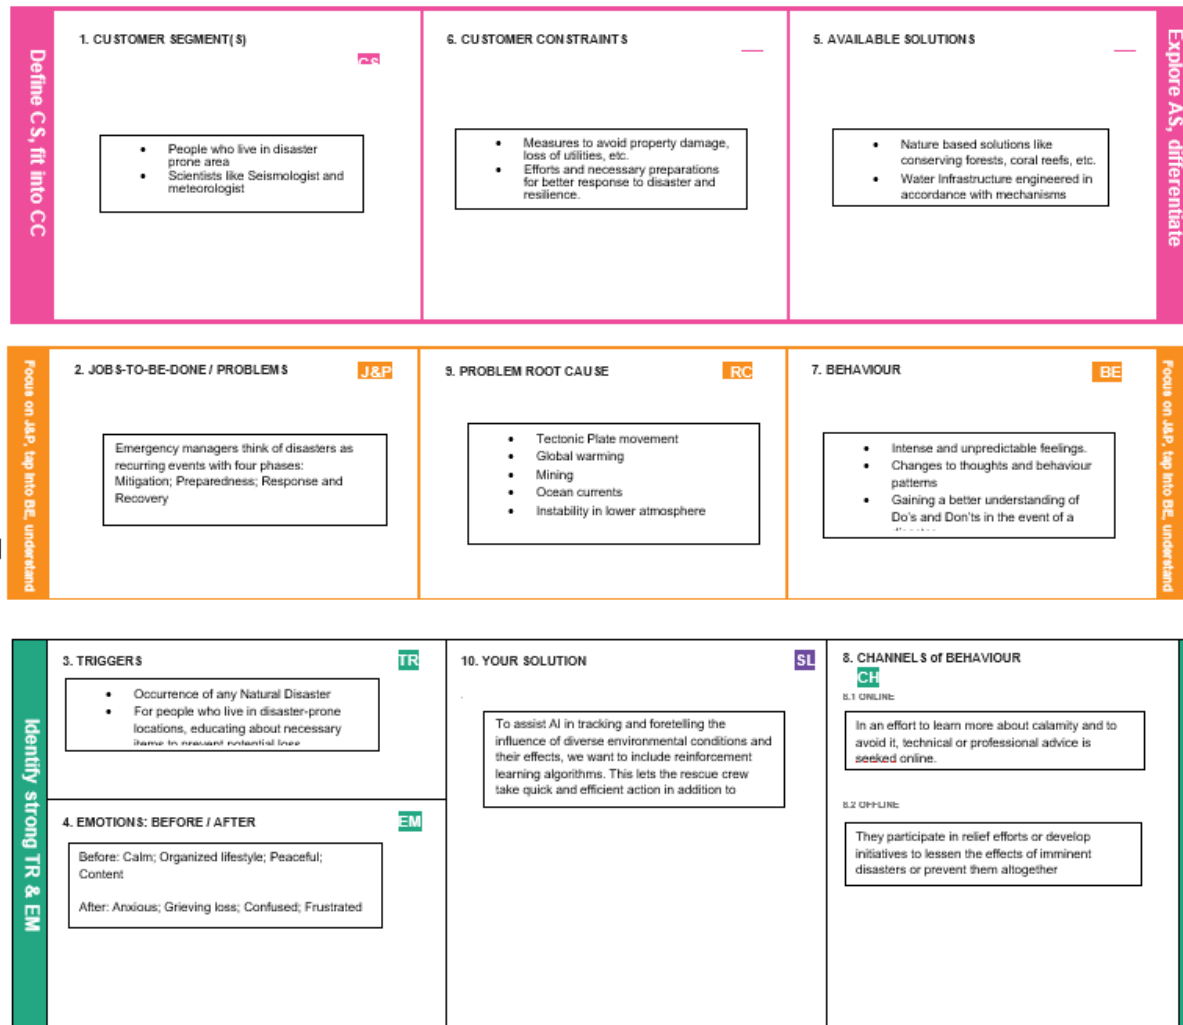 Define CS, fit into CC
1. CUSTOMER SEGMENT(S)
CS
• People who live in disaster
prone area
• Scientists like Seismologist and
meteorologist
6. CUSTOMER CONSTRAINTS
• Measures to avoid property damage,
loss of utilities, etc.
• Efforts and necessary preparations
for better response to disaster and
resilience.
5. AVAILABLE SOLUTIONS
• Nature based solutions like
conserving forests, coral reefs, etc.
• Water Infrastructure engineered in
accordance with mechanisms
Explore AS, differentiate
Focus on J&P, tap into BE, understand
2. JOBS-TO-BE-DONE / PROBLEMS
J&P
Emergency managers think of disasters as
recurring events with four phases:
Mitigation; Preparedness; Response and
Recovery
9. PROBLEM ROOT CAUSE
RC
• Tectonic Plate movement
• Global warming
• Mining
• Ocean currents
• Instability in lower atmosphere
7. BEHAVIOUR
BE
• Intense and unpredictable feelings.
• Changes to thoughts and behaviour
patterns
• Gaining a better understanding of
Do's and Don'ts in the event of a
Focus on J&P, tap into BE, understand
Identify strong TR & EM
3. TRIGGERS
TR
• Occurrence of any Natural Disaster
• For people who live in disaster-prone
locations, educating about necessary
items to prevent potential loss
4. EMOTIONS: BEFORE / AFTER
EM
Before: Calm; Organized lifestyle; Peaceful;
Content
After: Anxious; Grieving loss; Confused; Frustrated
10. YOUR SOLUTION
SL
To assist AI in tracking and foretelling the
influence of diverse environmental conditions and
their effects, we want to include reinforcement
learning algorithms. This lets the rescue crew
take quick and efficient action in addition to
8. CHANNELS of BEHAVIOUR
CH
8.1 ONLINE
In an effort to learn more about calamity and to
avoid it, technical or professional advice is
seeked online.
8.2 OFFLINE
They participate in relief efforts or develop
initiatives to lessen the effects of imminent
disasters or prevent them altogether